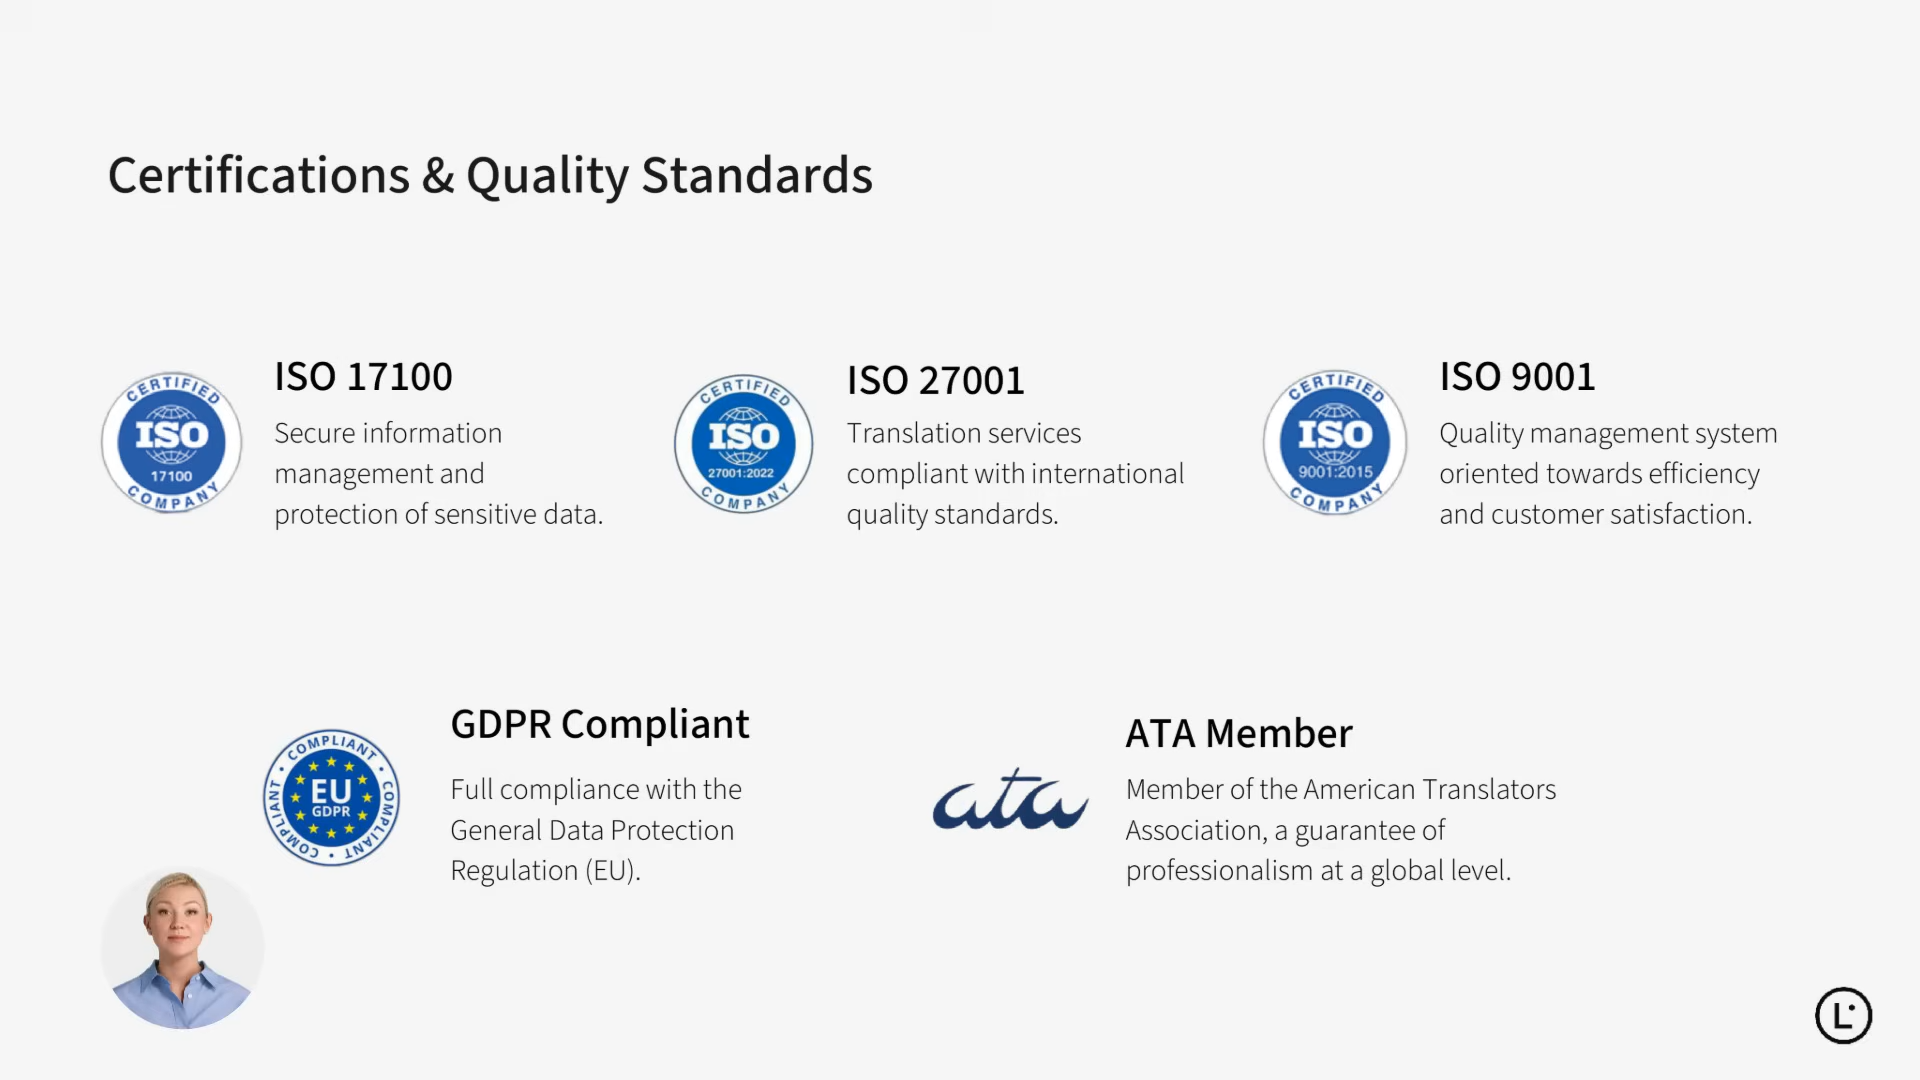 Certifications & Quality Standards
CERTIFIED
ISO
17100
COMPANY
ISO 17100
Secure information
management and
protection of sensitive data.
CERTIFIED
ISO
27001:2022
COMPANY
ISO 27001
Translation services
compliant with international
quality standards.
CERTIFIED
ISO
9001:2015
COMPANY
ISO 9001
Quality management system
oriented towards efficiency
and customer satisfaction.
COMPLIANT • COMPLIANT • COMPLIANT •
EU
GDPR
GDPR Compliant
Full compliance with the
General Data Protection
Regulation (EU).
ata
ATA Member
Member of the American Translators
Association, a guarantee of
professionalism at a global level.
L